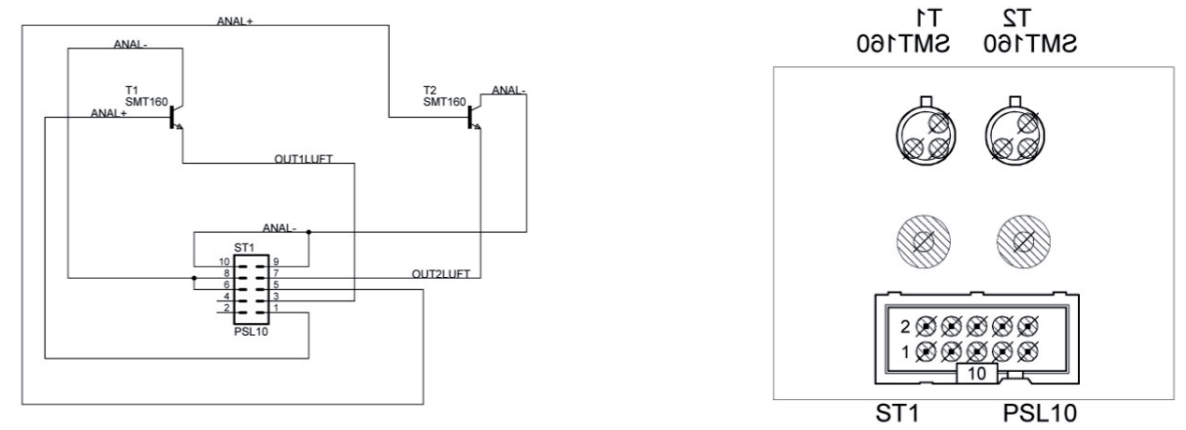 ANAL+
ANAL-
T1
SMT160
ANAL+
T2
SMT160
ANAL-
OUT1LUFT
ANAL-
ST1
10 9
8 7
6 5
4 3
2 1
PSL10
OUT2LUFT
T1 T2
SMT160 SMT160
2
1
10
ST1 PSL10